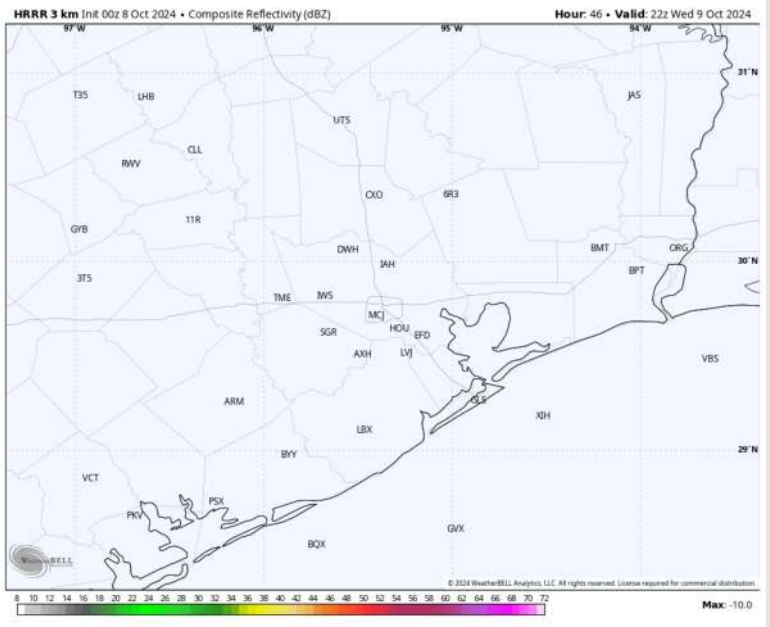 HRRR 3 km Init 00z 8 Oct 2024 • Composite Reflectivity (dBZ) Hour: 46 • Valid: 22z Wed 9 Oct 2024
97°W 96°W 95°W 94°W
31°N
T35 LHB JAS
UTS
CLL
RWV
CXO 6R3
11R
GYB
DWH BMT ORG
IAH 30°N
3T5 BPT
TME IWS
MCJ
SGR HOU EFD
AXH LVJ
VBS
ARM GLS
XIH
LBX
BYY 29°N
VCT
PSX
PKV
GVX
BQX
WeatherBELL
© 2024 WeatherBELL Analytics, LLC. All rights reserved. License required for commercial distribution.
8 10 12 14 16 18 20 22 24 26 28 30 32 34 36 38 40 42 44 46 48 50 52 54 56 58 60 62 64 66 68 70 72
Max: -10.0